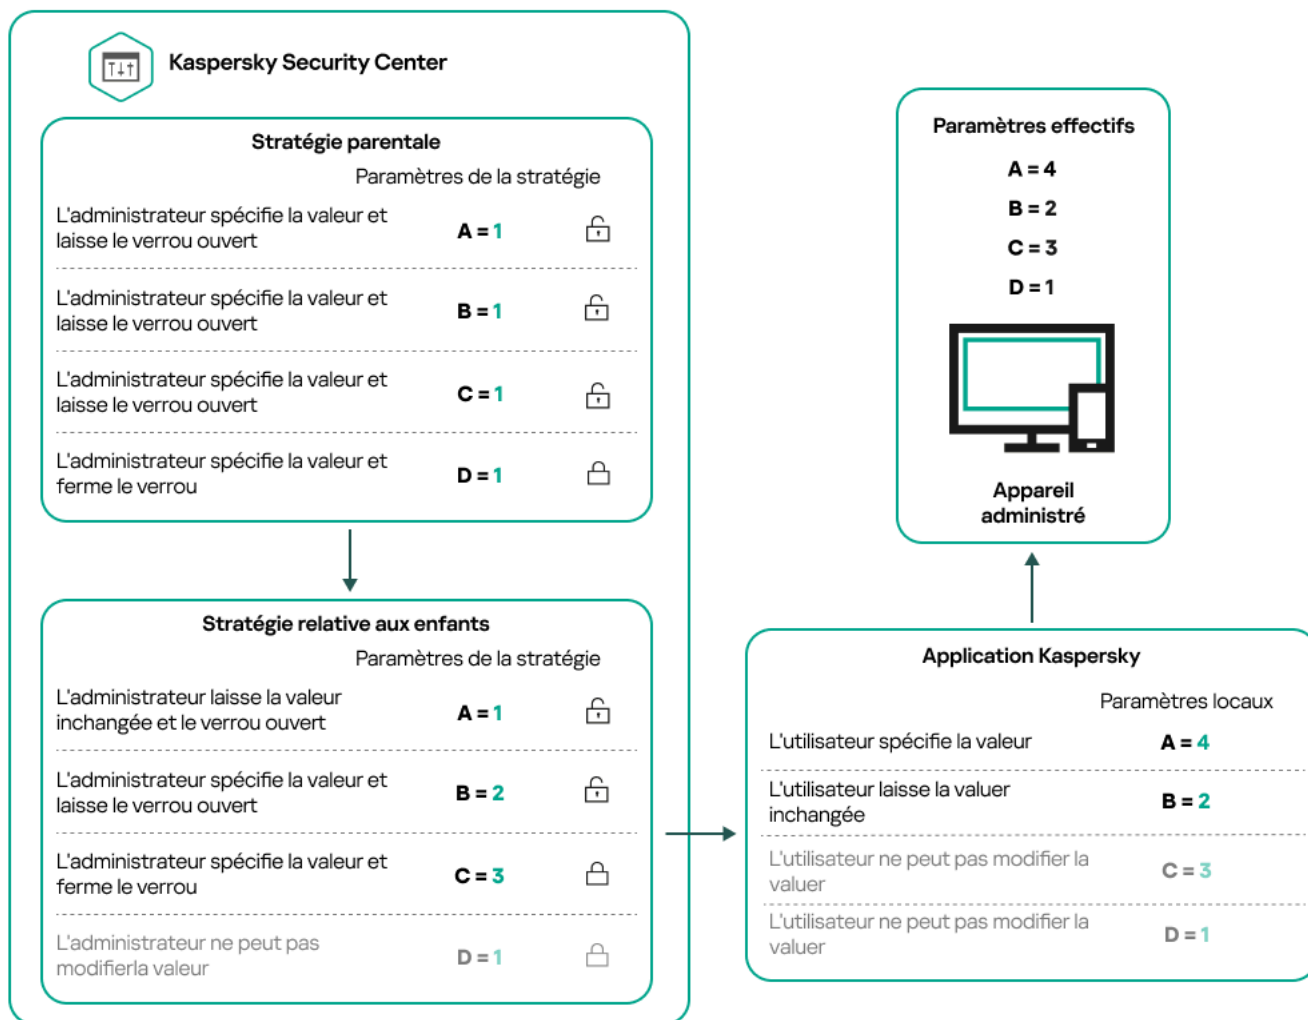 Kaspersky Security Center
Stratégie parentale
Paramètres de la stratégie
L'administrateur spécifie la valeur et
laisse le verrou ouvert
A = 1
L'administrateur spécifie la valeur et
laisse le verrou ouvert
B = 1
L'administrateur spécifie la valeur et
laisse le verrou ouvert
C = 1
L'administrateur spécifie la valeur et
ferme le verrou
D = 1
Stratégie relative aux enfants
Paramètres de la stratégie
L'administrateur laisse la valeur
inchangée et le verrou ouvert
A = 1
L'administrateur spécifie la valeur et
laisse le verrou ouvert
B = 2
L'administrateur spécifie la valeur et
ferme le verrou
C = 3
L'administrateur ne peut pas
modifierla valeur
D = 1
Paramètres effectifs
A = 4
B = 2
C = 3
D = 1
Appareil
administré
Application Kaspersky
Paramètres locaux
L'utilisateur spécifie la valeur
A = 4
L'utilisateur laisse la valuer
inchangée
B = 2
L'utilisateur ne peut pas modifier la
valuer
C = 3
L'utilisateur ne peut pas modifier la
valuer
D = 1